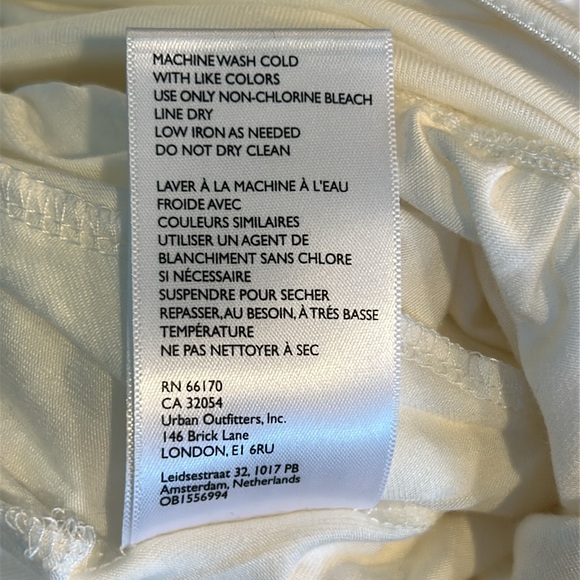 MACHINE WASH COLD
WITH LIKE COLORS
USE ONLY NON-CHLORINE BLEACH
LINE DRY
LOW IRON AS NEEDED
DO NOT DRY CLEAN
LAVER À LA MACHINE À L'EAU
FROIDE AVEC
COULEURS SIMILAIRES
UTILISER UN AGENT DE
BLANCHIMENT SANS CHLORE
SI NÉCESSAIRE
SUSPENDRE POUR SECHER
REPASSER, AU BESOIN, À TRÉS BASSE
TEMPÉRATURE
NE PAS NETTOYER À SEC
RN 66170
CA 32054
Urban Outfitters, Inc.
146 Brick Lane
LONDON, E1 6RU
Leidsestraat 32, 1017 PB
Amsterdam, Netherlands
OB1556994